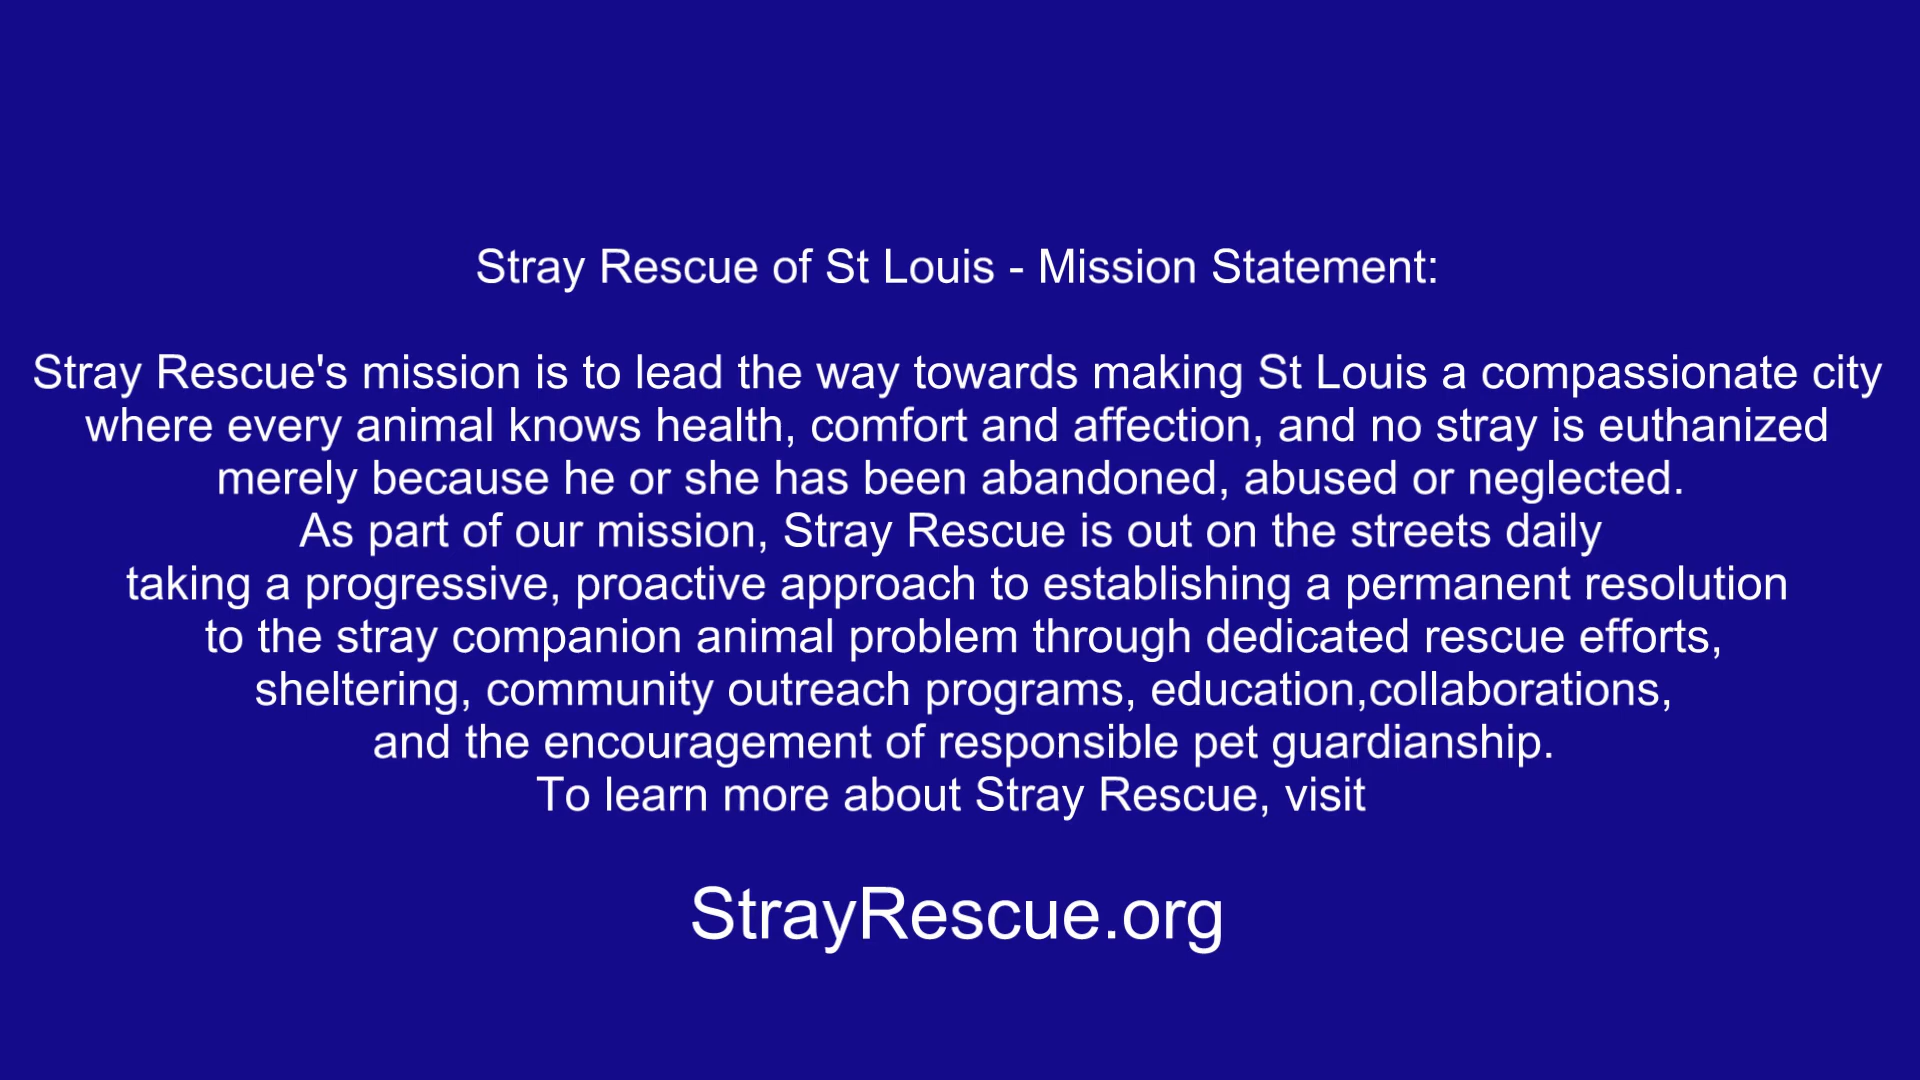 Stray Rescue of St Louis - Mission Statement:
Stray Rescue's mission is to lead the way towards making St Louis a compassionate city
where every animal knows health, comfort and affection, and no stray is euthanized
merely because he or she has been abandoned, abused or neglected.
As part of our mission, Stray Rescue is out on the streets daily
taking a progressive, proactive approach to establishing a permanent resolution
to the stray companion animal problem through dedicated rescue efforts,
sheltering, community outreach programs, education,collaborations,
and the encouragement of responsible pet guardianship.
To learn more about Stray Rescue, visit
StrayRescue.org